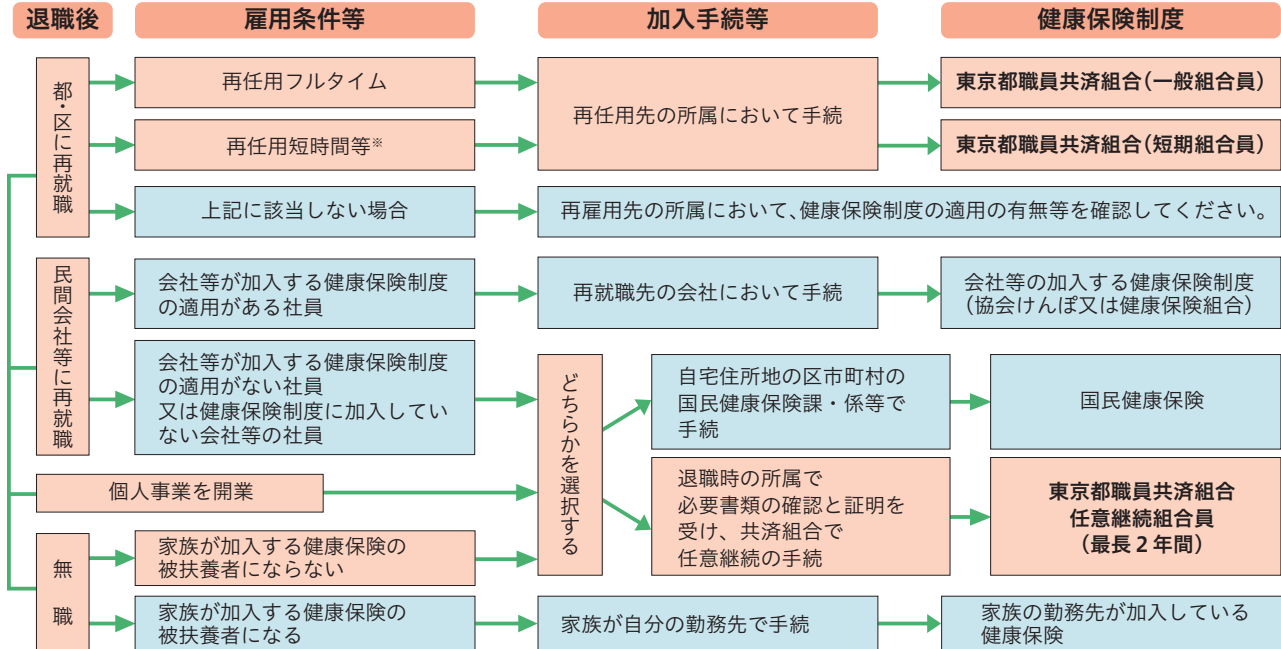 退職後
雇用条件等
加入手続等
健康保険制度
都・区に再就職
再任用フルタイム
再任用先の所属において手続
東京都職員共済組合（一般組合員）
再任用短時間等※
東京都職員共済組合（短期組合員）
上記に該当しない場合
再雇用先の所属において、健康保険制度の適用の有無等を確認してください。
民間会社等に再就職
会社等が加入する健康保険制度
の適用がある社員
再就職先の会社において手続
会社等の加入する健康保険制度
（協会けんぽ又は健康保険組合）
会社等が加入する健康保険制度
の適用がない社員
又は健康保険制度に加入してい
ない会社等の社員
どちらかを選択する
自宅住所地の区市町村の
国民健康保険課・係等で
手続
国民健康保険
個人事業を開業
退職時の所属で
必要書類の確認と証明を
受け、共済組合で
任意継続の手続
東京都職員共済組合
任意継続組合員
（最長２年間）
無職
家族が加入する健康保険の
被扶養者にならない
家族が加入する健康保険の
被扶養者になる
家族が自分の勤務先で手続
家族の勤務先が加入している
健康保険